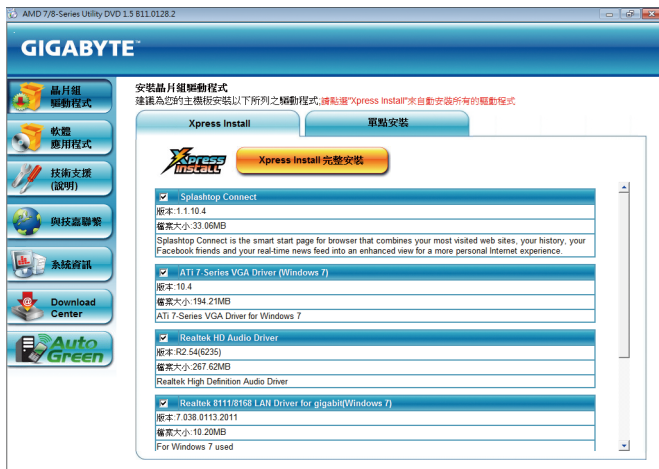 AMD 7/8-Series Utility DVD 1.5 B11.0128.2
GIGABYTE™
晶片組
驅動程式
軟體
應用程式
技術支援
(說明)
與技嘉聯繫
系統資訊
Download
Center
Auto
Green
安裝晶片組驅動程式
建議為您的主機板安裝以下所列之驅動程式;請點選"Xpress Install"來自動安裝所有的驅動程式
Xpress Install
單點安裝
Xpress
INSTALL
Xpress Install 完整安裝
Splashtop Connect
版本:1.1.10.4
檔案大小:33.06MB
Splashtop Connect is the smart start page for browser that combines your most visited web sites, your history, your
Facebook friends and your real-time news feed into an enhanced view for a more personal Internet experience.
ATi 7-Series VGA Driver (Windows 7)
版本:10.4
檔案大小:194.21MB
ATi 7-Series VGA Driver for Windows 7
Realtek HD Audio Driver
版本:R2.54(6235)
檔案大小:267.62MB
Realtek High Definition Audio Driver
Realtek 8111/8168 LAN Driver for gigabit(Windows 7)
版本:7.038.0113.2011
檔案大小:10.20MB
For Windows 7 used